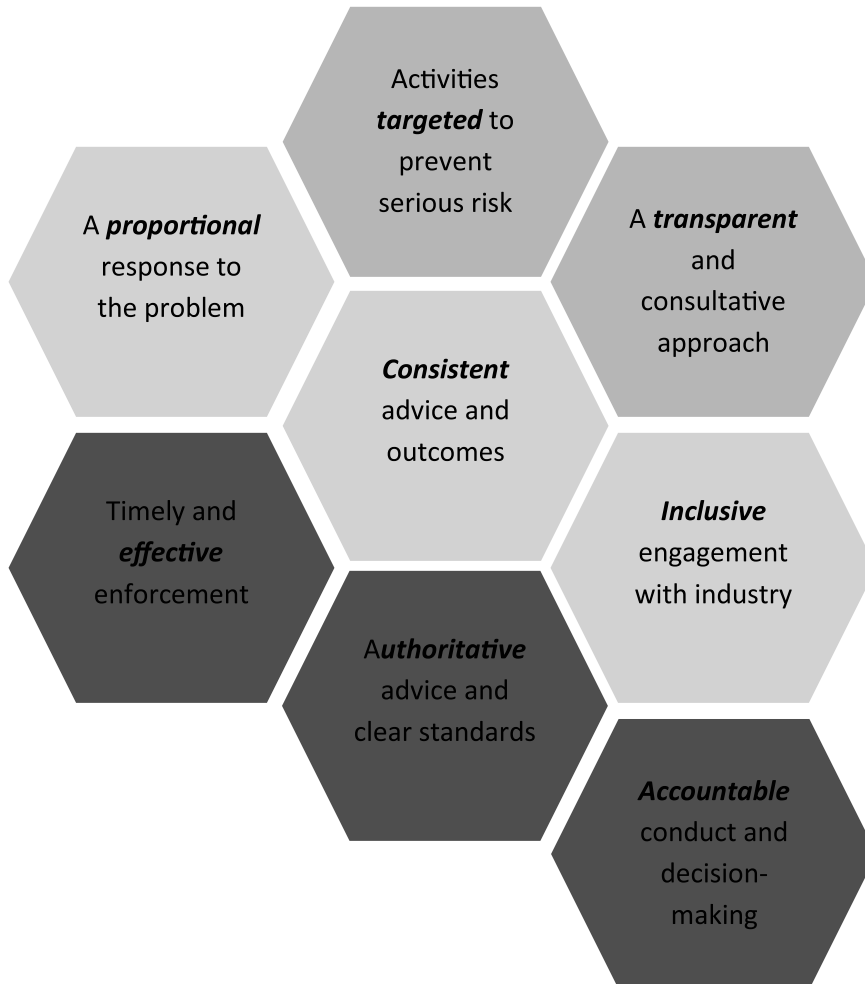 Activities
targeted to
prevent
serious risk
A proportional
response to
the problem
A transparent
and
consultative
approach
Consistent
advice and
outcomes
Timely and
effective
enforcement
Inclusive
engagement
with industry
Authoritative
advice and
clear standards
Accountable
conduct and
decision-
making